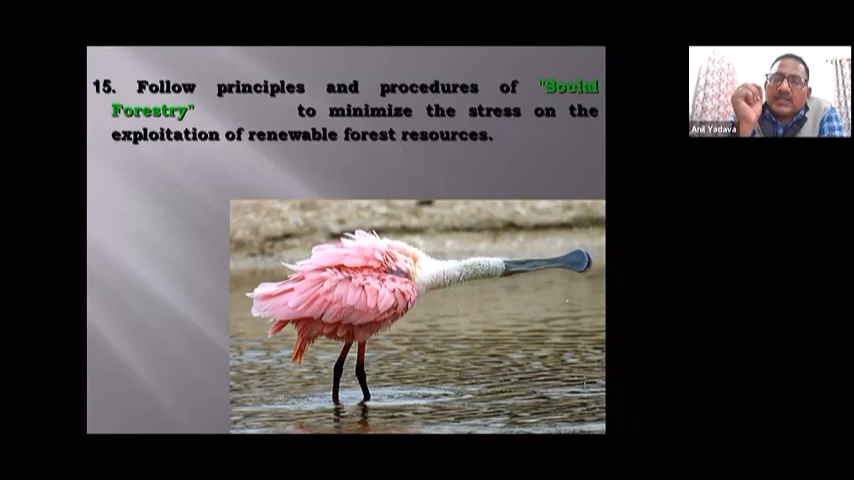 15. Follow principles and procedures of "Social
Forestry" to minimize the stress on the
exploitation of renewable forest resources.
Anil Yadava